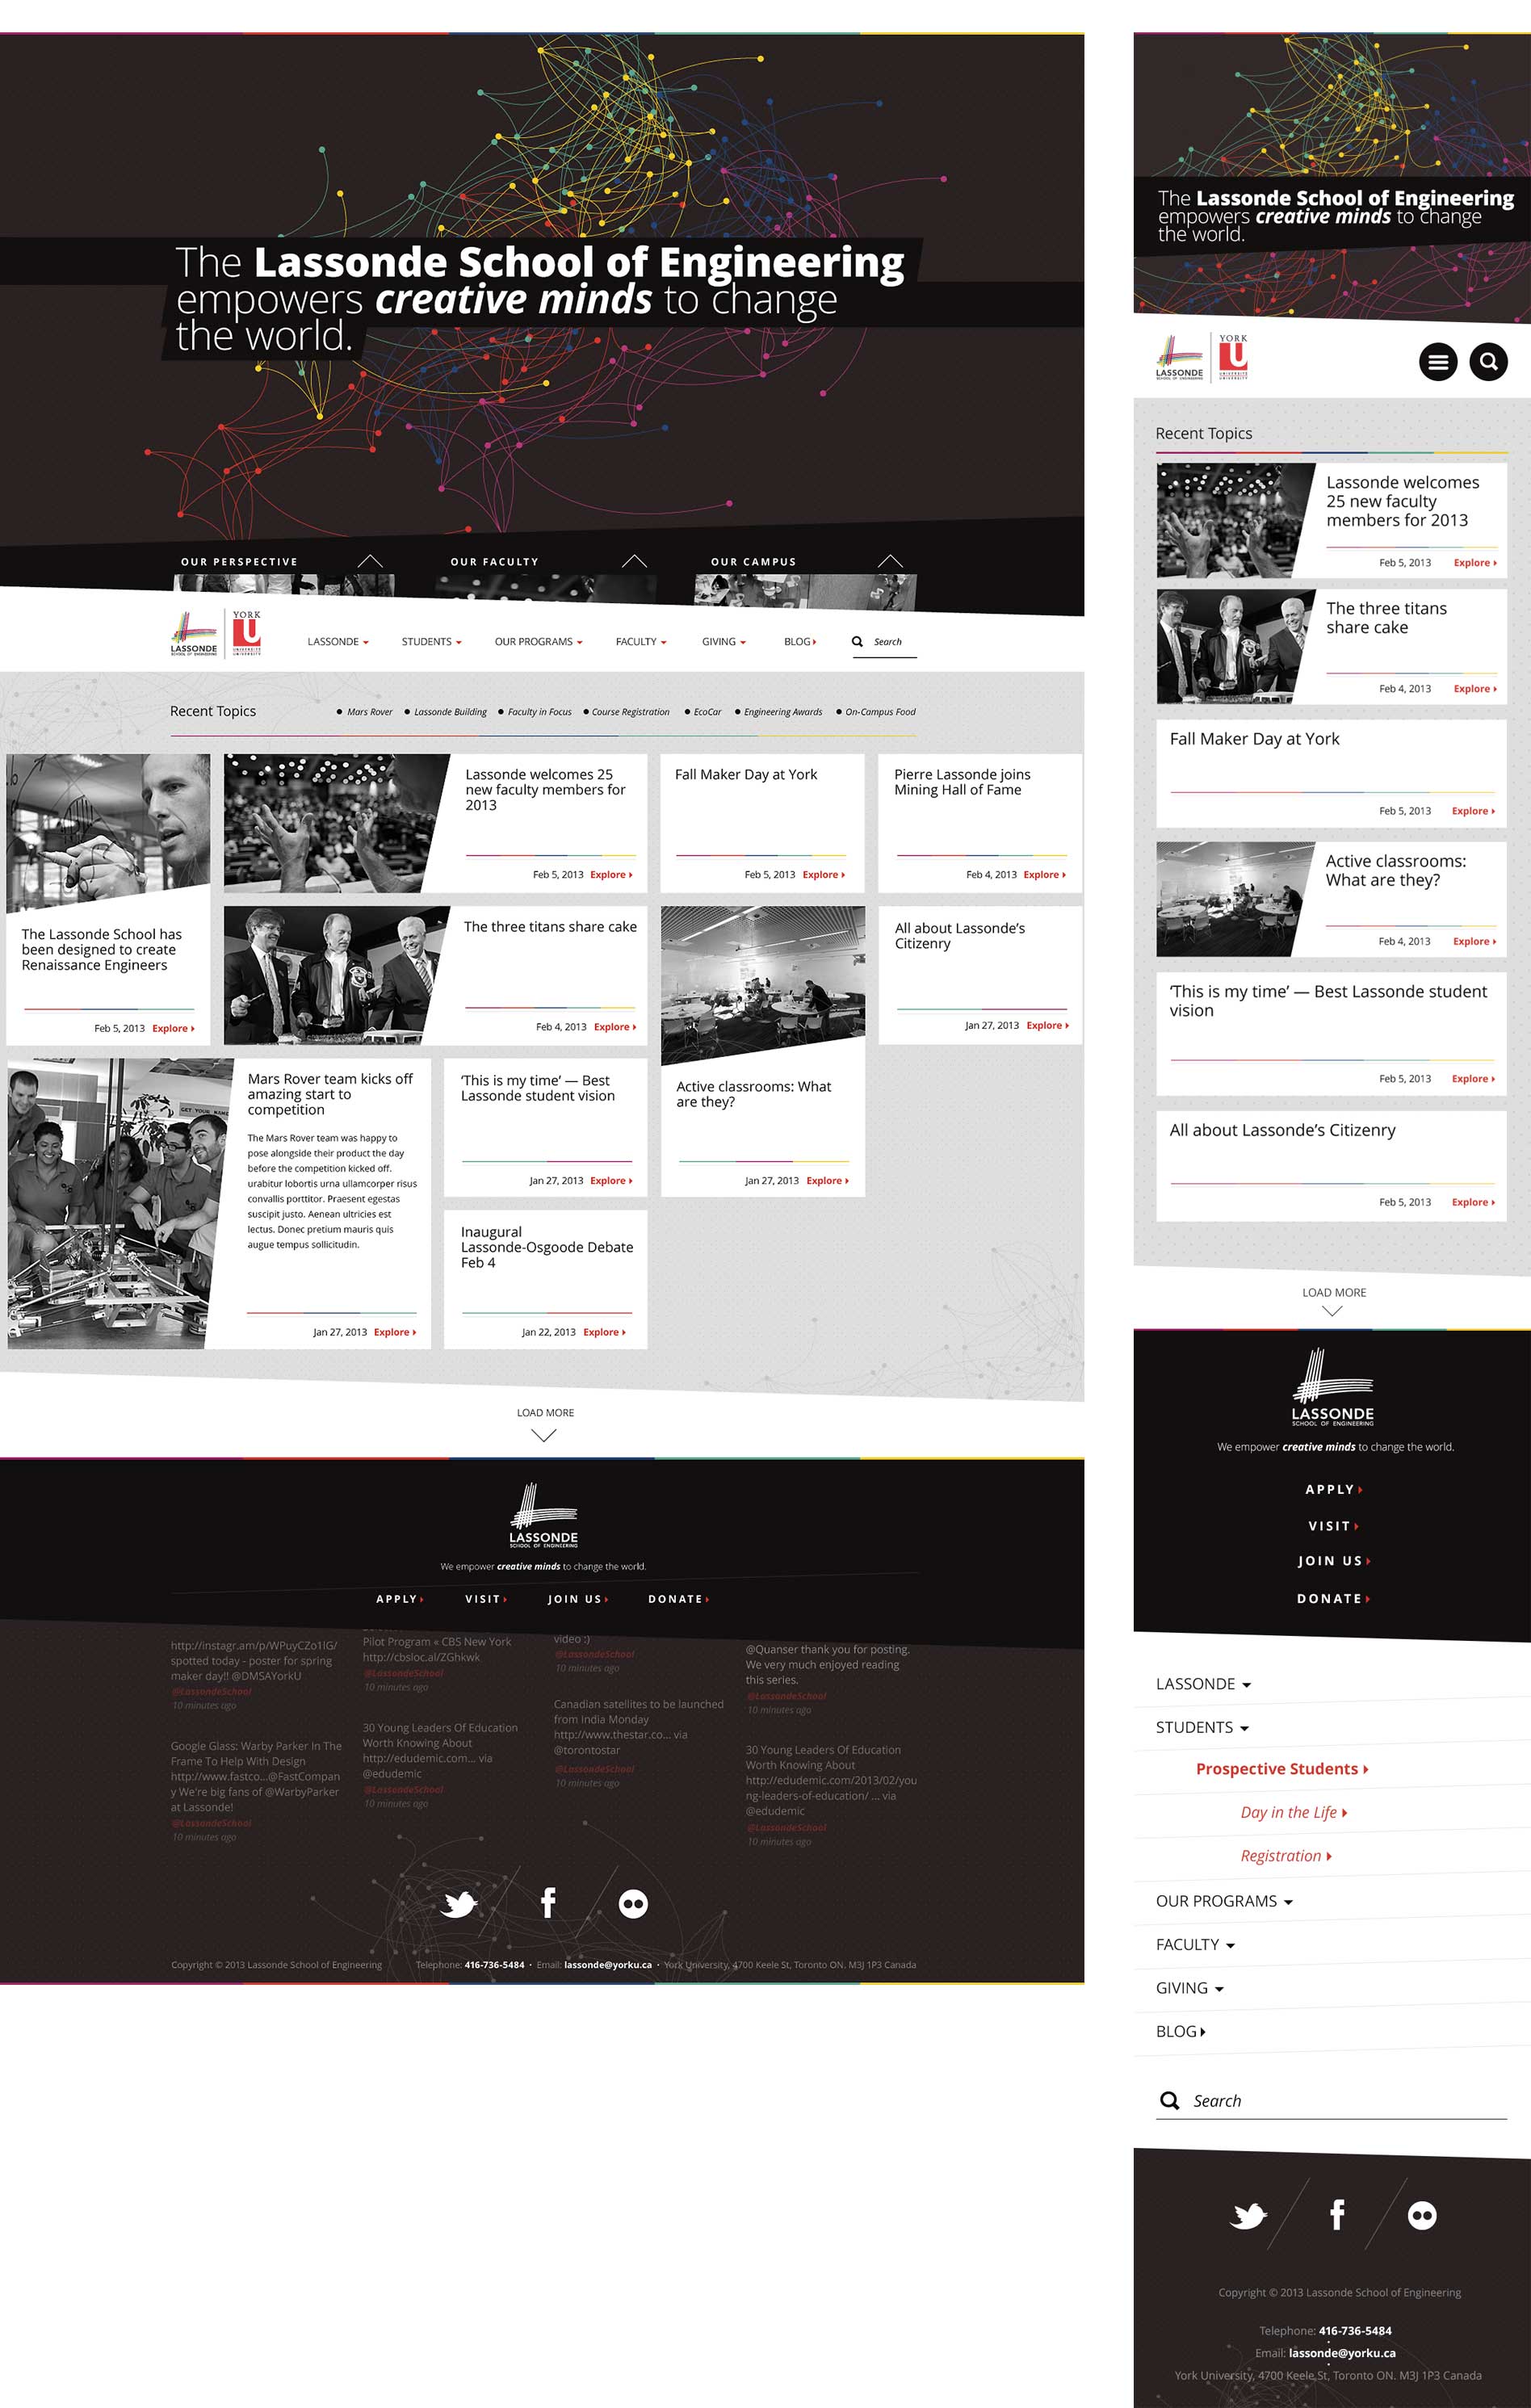 The Lassonde School of Engineering
empowers creative minds to change
the world.
OUR PERSPECTIVE
OUR FACULTY
OUR CAMPUS
LASSONDE
SCHOOL OF ENGINEERING
YORK
U
UNIVERSITÉ
UNIVERSITY
LASSONDE
STUDENTS
OUR PROGRAMS
FACULTY
GIVING
BLOG
Search
Recent Topics
• Mars Rover
• Lassonde Building
• Faculty in Focus
• Course Registration
• EcoCar
• Engineering Awards
• On-Campus Food
The Lassonde School has
been designed to create
Renaissance Engineers
Feb 5, 2013 Explore
Lassonde welcomes 25
new faculty members for
2013
Feb 5, 2013 Explore
Fall Maker Day at York
Feb 5, 2013 Explore
Pierre Lassonde joins
Mining Hall of Fame
Feb 4, 2013 Explore
The three titans share cake
Feb 4, 2013 Explore
Active classrooms: What
are they?
Jan 27, 2013 Explore
All about Lassonde’s
Citizenry
Jan 27, 2013 Explore
GET YOUR NAME
Mars Rover team kicks off
amazing start to
competition
The Mars Rover team was happy to
pose alongside their product the day
before the competition kicked off.
urabitur lobortis urna ullamcorper risus
convallis porttitor. Praesent egestas
suscipit justo. Aenean ultricies est
lectus. Donec pretium mauris quis
augue tempus sollicitudin.
Jan 27, 2013 Explore
‘This is my time’ — Best
Lassonde student vision
Jan 27, 2013 Explore
Inaugural
Lassonde-Osgoode Debate
Feb 4
Jan 22, 2013 Explore
LOAD MORE
LASSONDE
SCHOOL OF ENGINEERING
We empower creative minds to change the world.
APPLY
VISIT
JOIN US
DONATE
http://instagr.am/p/WPuyCZo1IG/
spotted today - poster for spring
maker day!! @DMSAYorkU
@LassondeSchool
10 minutes ago
Google Glass: Warby Parker In The
Frame To Help With Design
http://www.fastco...@FastCompan
y We're big fans of @WarbyParker
at Lassonde!
@LassondeSchool
10 minutes ago
Pilot Program « CBS New York
http://cbsloc.al/ZGhkwk
@LassondeSchool
10 minutes ago
30 Young Leaders Of Education
Worth Knowing About
http://edudemic.com... via
@edudemic
@LassondeSchool
10 minutes ago
video :)
@LassondeSchool
10 minutes ago
Canadian satellites to be launched
from India Monday
http://www.thestar.co... via
@torontostar
@LassondeSchool
10 minutes ago
@Quanser thank you for posting.
We very much enjoyed reading
this series.
@LassondeSchool
10 minutes ago
30 Young Leaders Of Education
Worth Knowing About
http://edudemic.com/2013/02/you
ng-leaders-of-education/ ... via
@edudemic
@LassondeSchool
10 minutes ago
Copyright © 2013 Lassonde School of Engineering
Telephone: 416-736-5484 • Email: lassonde@yorku.ca • York University, 4700 Keele St, Toronto ON. M3J 1P3 Canada
The Lassonde School of Engineering
empowers creative minds to change
the world.
LASSONDE
SCHOOL OF ENGINEERING
YORK
U
UNIVERSITÉ
UNIVERSITY
Recent Topics
Lassonde welcomes
25 new faculty
members for 2013
Feb 5, 2013 Explore
The three titans
share cake
Feb 4, 2013 Explore
Fall Maker Day at York
Feb 5, 2013 Explore
Active classrooms:
What are they?
Feb 4, 2013 Explore
‘This is my time’ — Best Lassonde student
vision
Feb 5, 2013 Explore
All about Lassonde’s Citizenry
Feb 5, 2013 Explore
LOAD MORE
LASSONDE
SCHOOL OF ENGINEERING
We empower creative minds to change the world.
APPLY
VISIT
JOIN US
DONATE
LASSONDE
STUDENTS
Prospective Students
Day in the Life
Registration
OUR PROGRAMS
FACULTY
GIVING
BLOG
Search
Copyright © 2013 Lassonde School of Engineering
Telephone: 416-736-5484
•
Email: lassonde@yorku.ca
•
York University, 4700 Keele St, Toronto ON. M3J 1P3 Canada